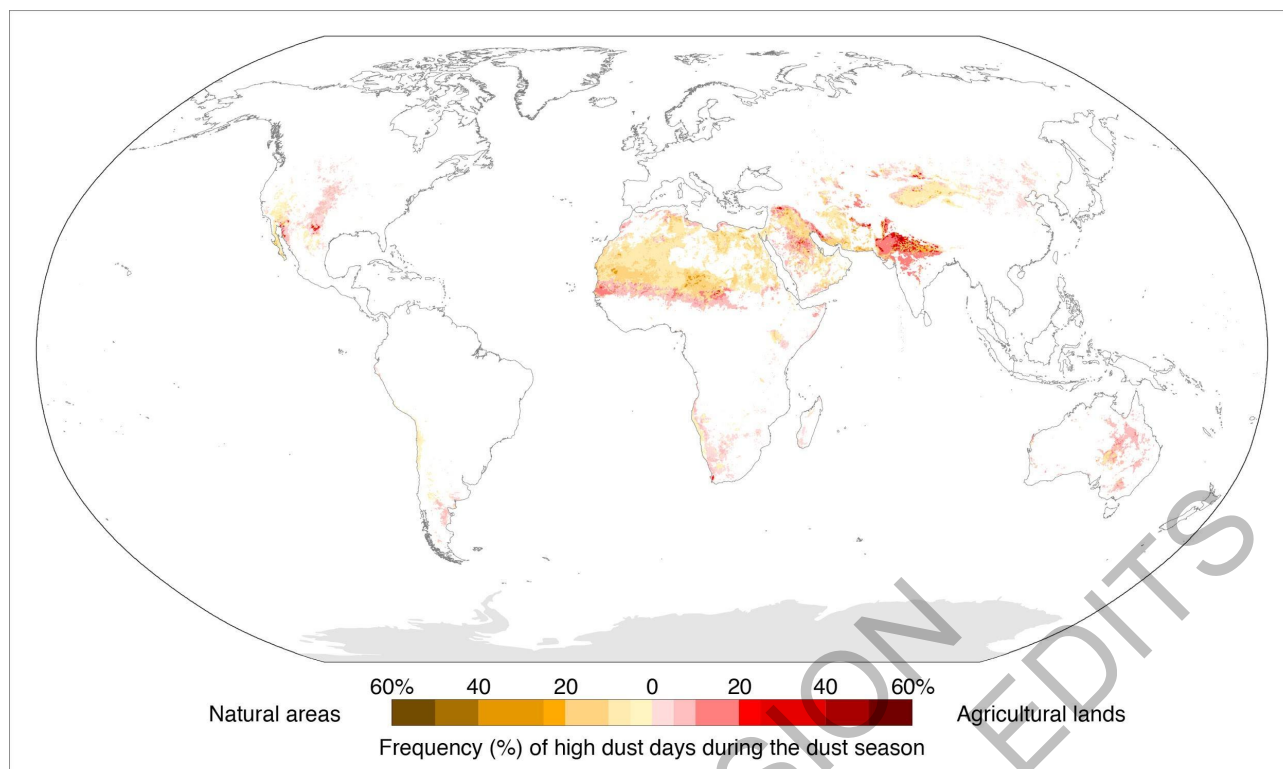 60% 40 20 0 20 40 60%
Natural areas
Agricultural lands
Frequency (%) of high dust days during the dust season
SION
EDITS